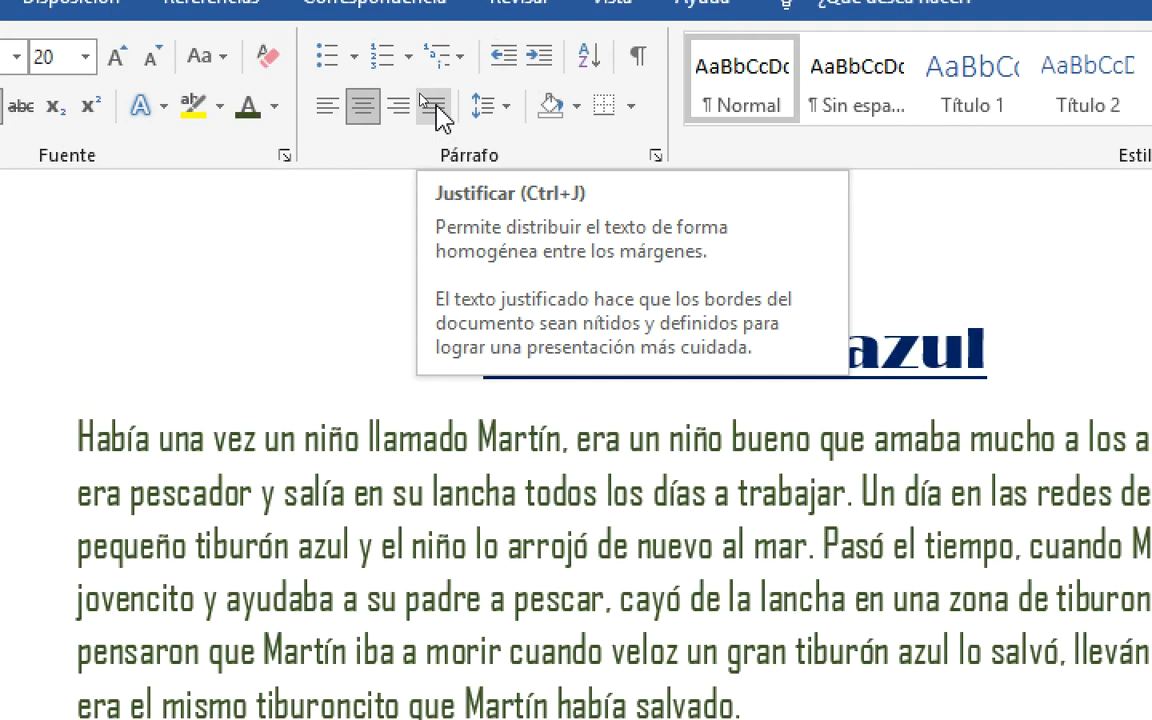 Disposición Referencias Correspondencia Revisar Vista Ayuda ¿Qué desea hacer?
20 A A Aa
abc x₂ x² A aby A
Fuente
Párrafo
AaBbCcDc AaBbCcDc AaBbC( AaBbCcD
¶ Normal ¶ Sin espa... Título 1 Título 2
Estil
Justificar (Ctrl+J)
Permite distribuir el texto de forma
homogénea entre los márgenes.
El texto justificado hace que los bordes del
documento sean nítidos y definidos para
lograr una presentación más cuidada.
azul
Había una vez un niño llamado Martín, era un niño bueno que amaba mucho a los a
era pescador y salía en su lancha todos los días a trabajar. Un día en las redes de
pequeño tiburón azul y el niño lo arrojó de nuevo al mar. Pasó el tiempo, cuando M
jovencito y ayudaba a su padre a pescar, cayó de la lancha en una zona de tiburon
pensaron que Martín iba a morir cuando veloz un gran tiburón azul lo salvó, lleván
era el mismo tiburoncito que Martín había salvado.